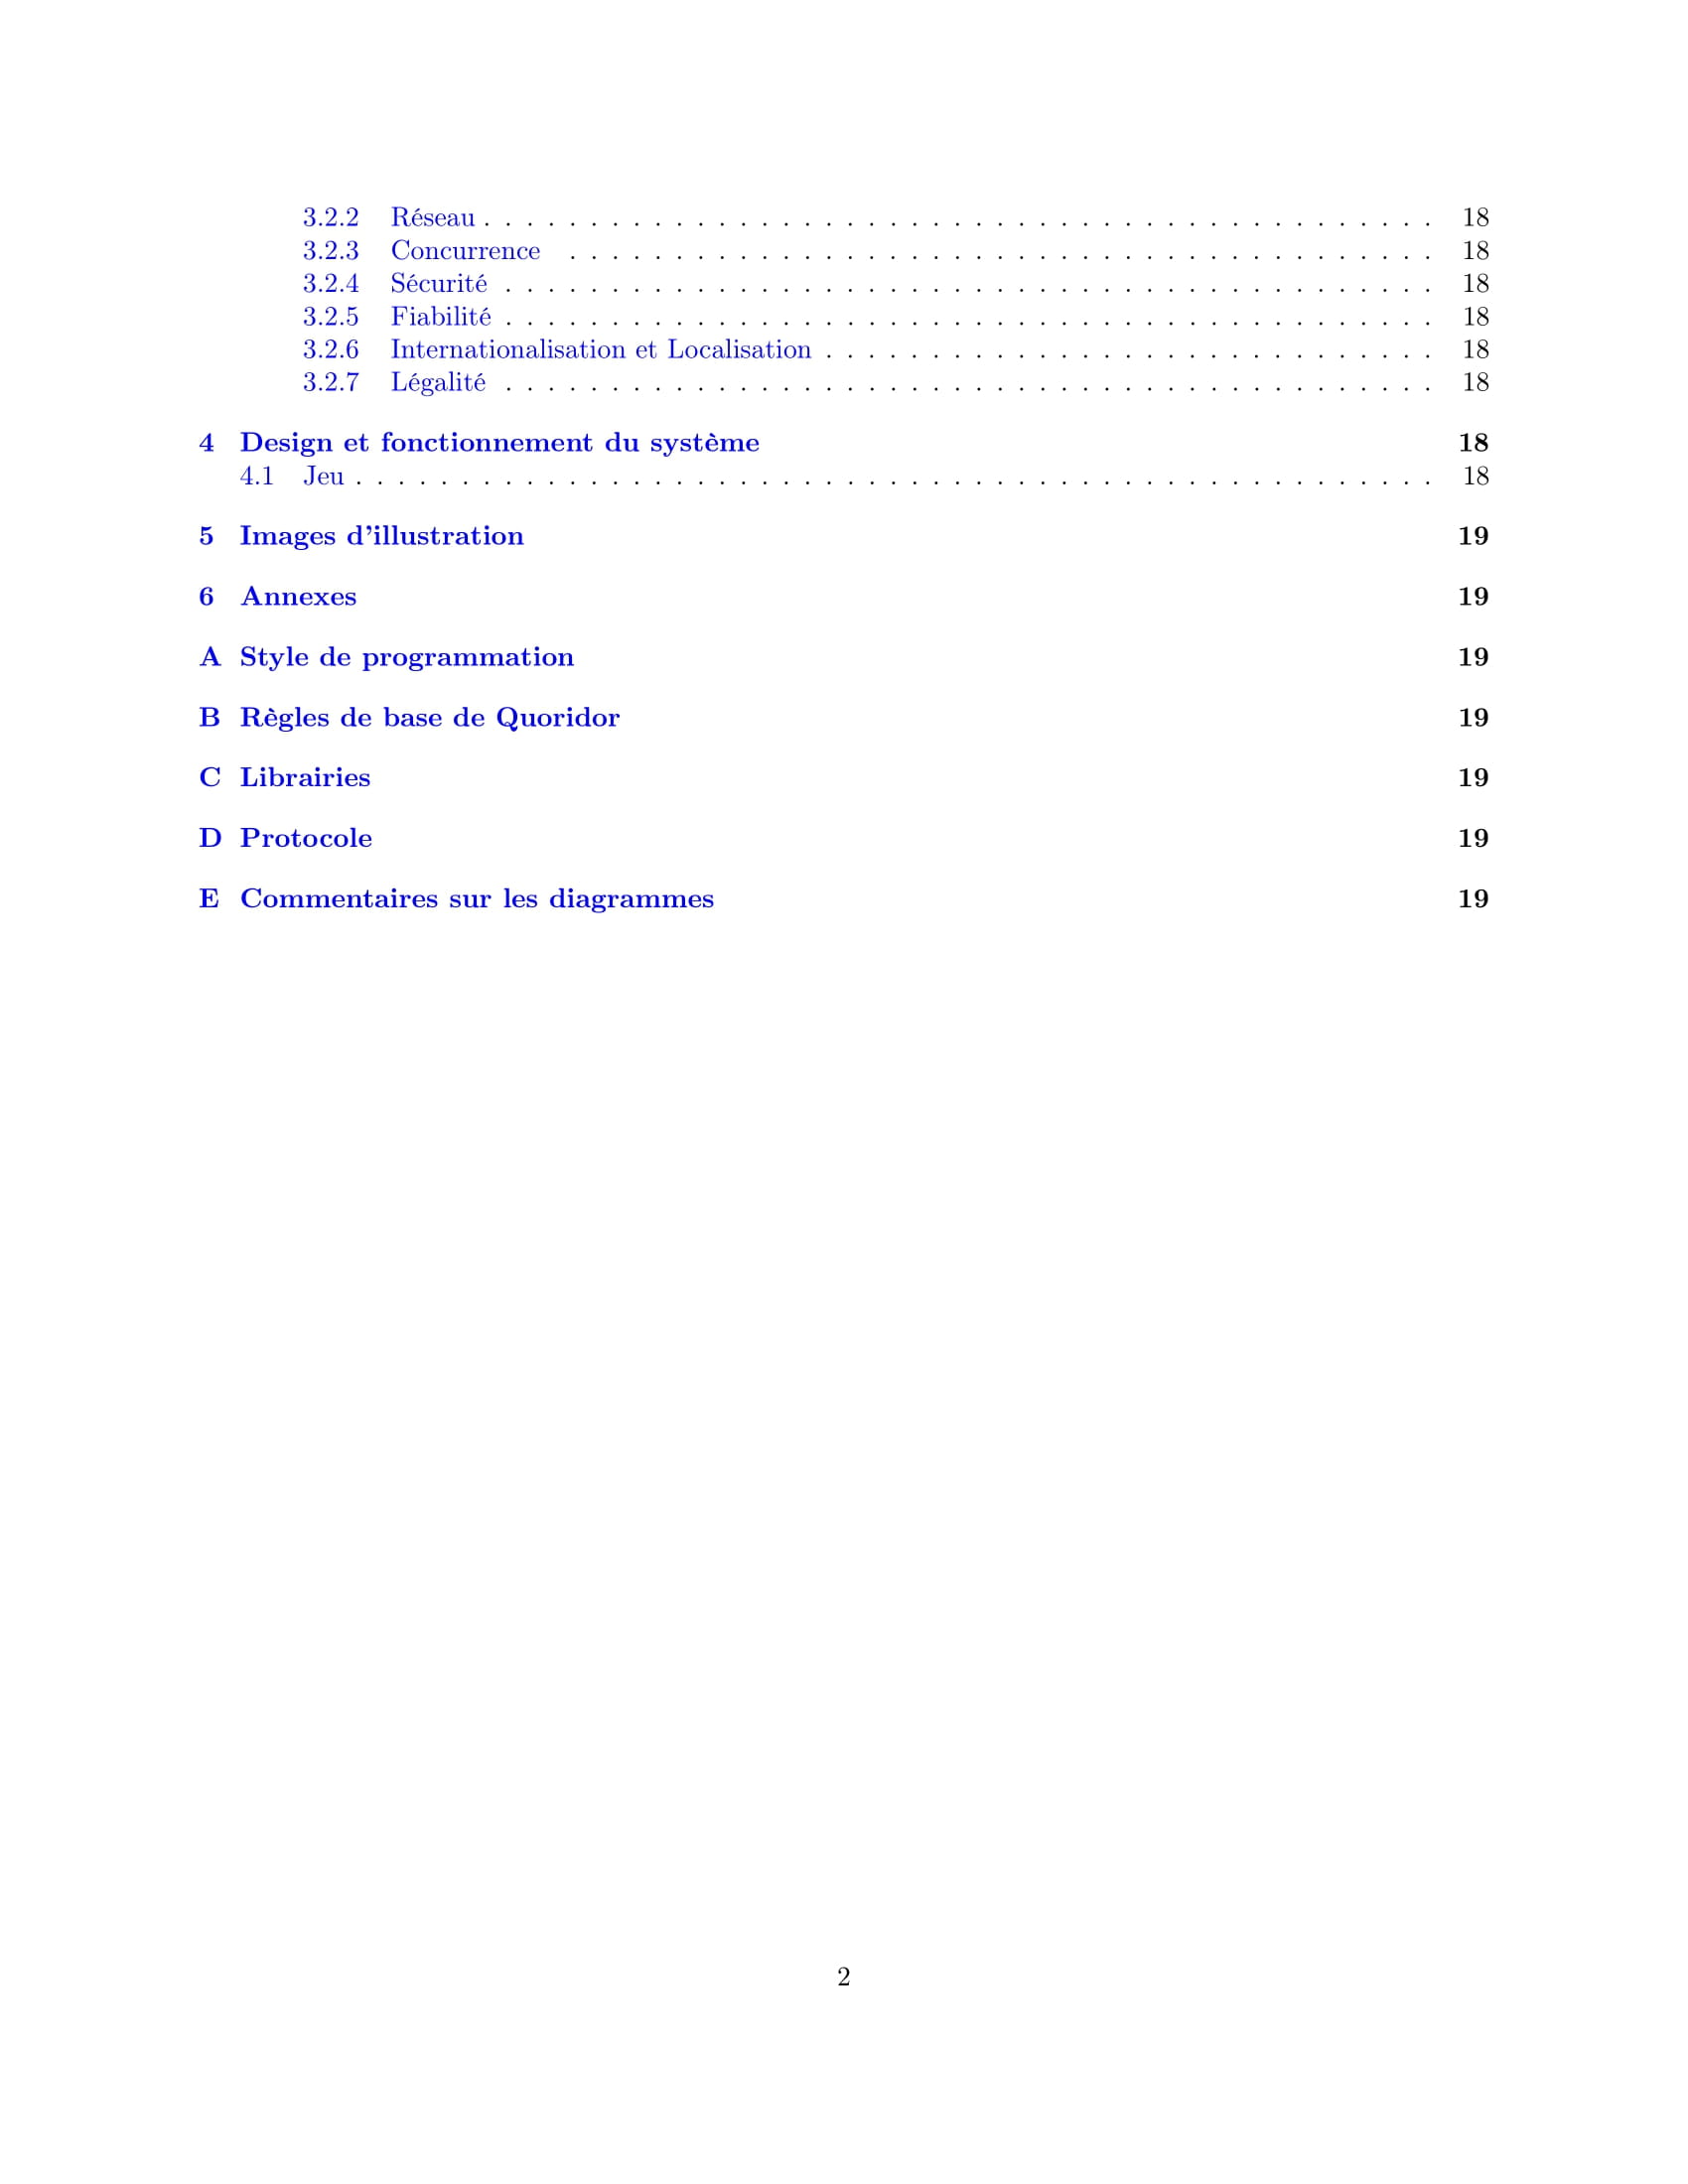 3.2.2 Réseau . . . . . . . . . . . . . . . . . . . . . . . . . . . . . . . . . . . . . . . . . . . . . 18
3.2.3 Concurrence . . . . . . . . . . . . . . . . . . . . . . . . . . . . . . . . . . . . . . . . . 18
3.2.4 Sécurité . . . . . . . . . . . . . . . . . . . . . . . . . . . . . . . . . . . . . . . . . . . . 18
3.2.5 Fiabilité . . . . . . . . . . . . . . . . . . . . . . . . . . . . . . . . . . . . . . . . . . . . 18
3.2.6 Internationalisation et Localisation . . . . . . . . . . . . . . . . . . . . . . . . . . . . . 18
3.2.7 Légalité . . . . . . . . . . . . . . . . . . . . . . . . . . . . . . . . . . . . . . . . . . . . 18
4 Design et fonctionnement du système 18
4.1 Jeu . . . . . . . . . . . . . . . . . . . . . . . . . . . . . . . . . . . . . . . . . . . . . . . . . . . 18
5 Images d'illustration 19
6 Annexes 19
A Style de programmation 19
B Règles de base de Quoridor 19
C Librairies 19
D Protocole 19
E Commentaires sur les diagrammes 19
2